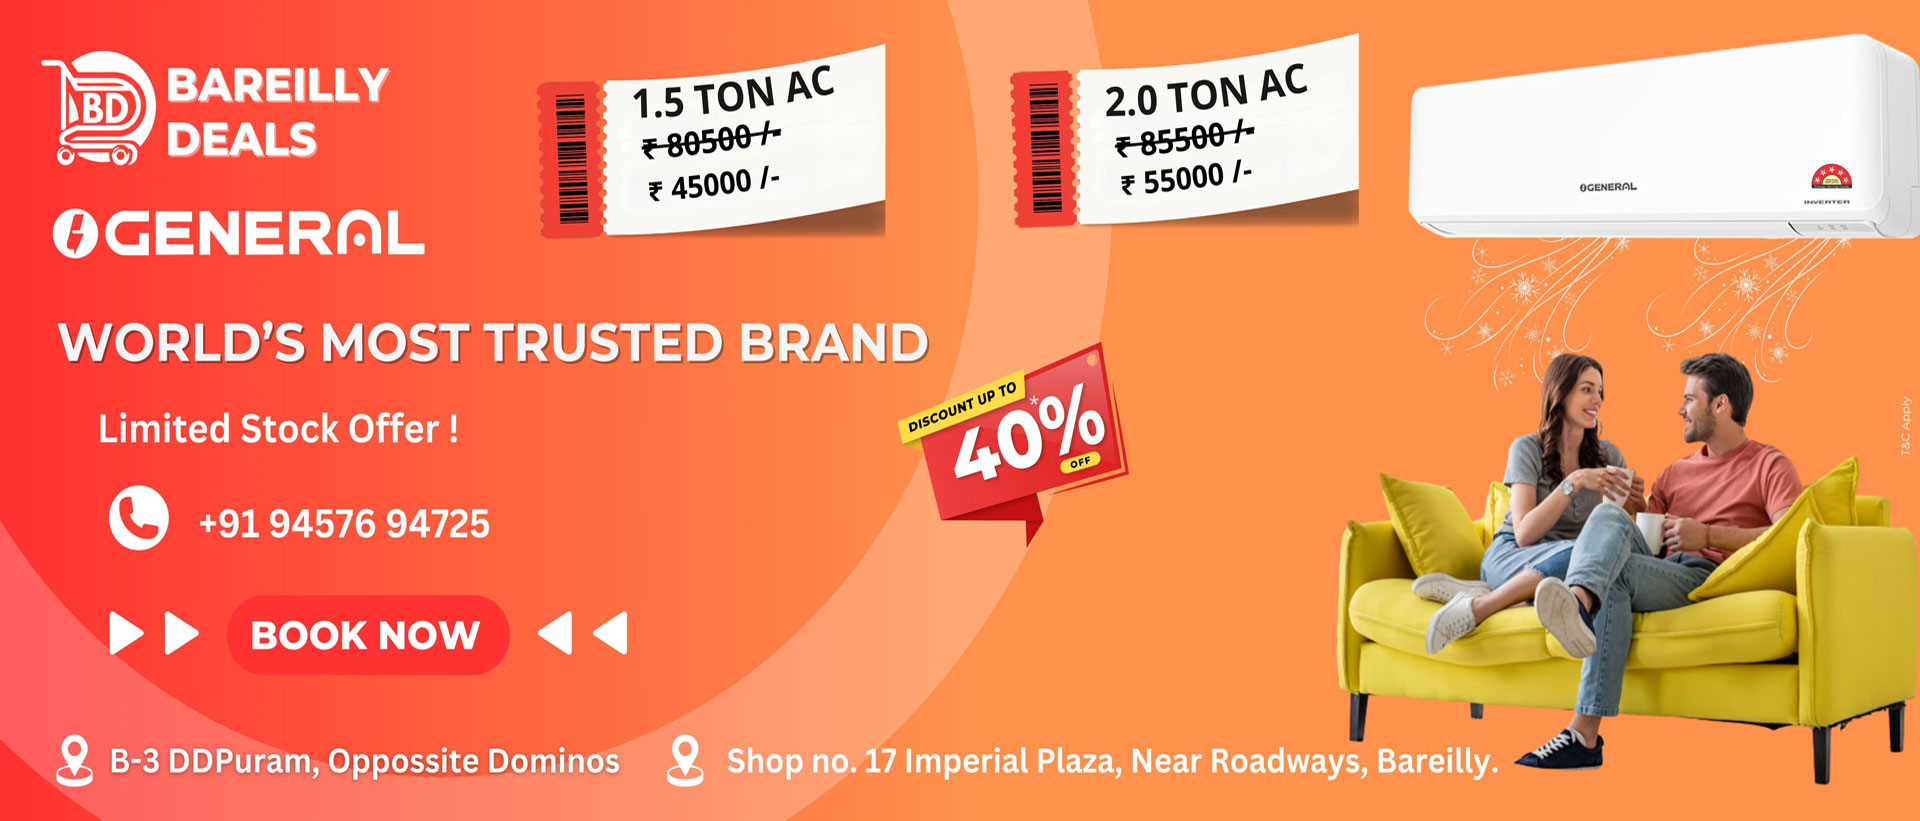 BD
BAREILLY
DEALS
GENERAL
1.5 TON AC
₹ 80500 /-
₹ 45000 /-
2.0 TON AC
₹ 85500 /-
₹ 55000 /-
GENERAL
INVERTER
WORLD'S MOST TRUSTED BRAND
DISCOUNT UP TO
40%*
OFF
Limited Stock Offer !
+91 94576 94725
BOOK NOW
T&C Apply
B-3 DDPuram, Oppossite Dominos
Shop no. 17 Imperial Plaza, Near Roadways, Bareilly.